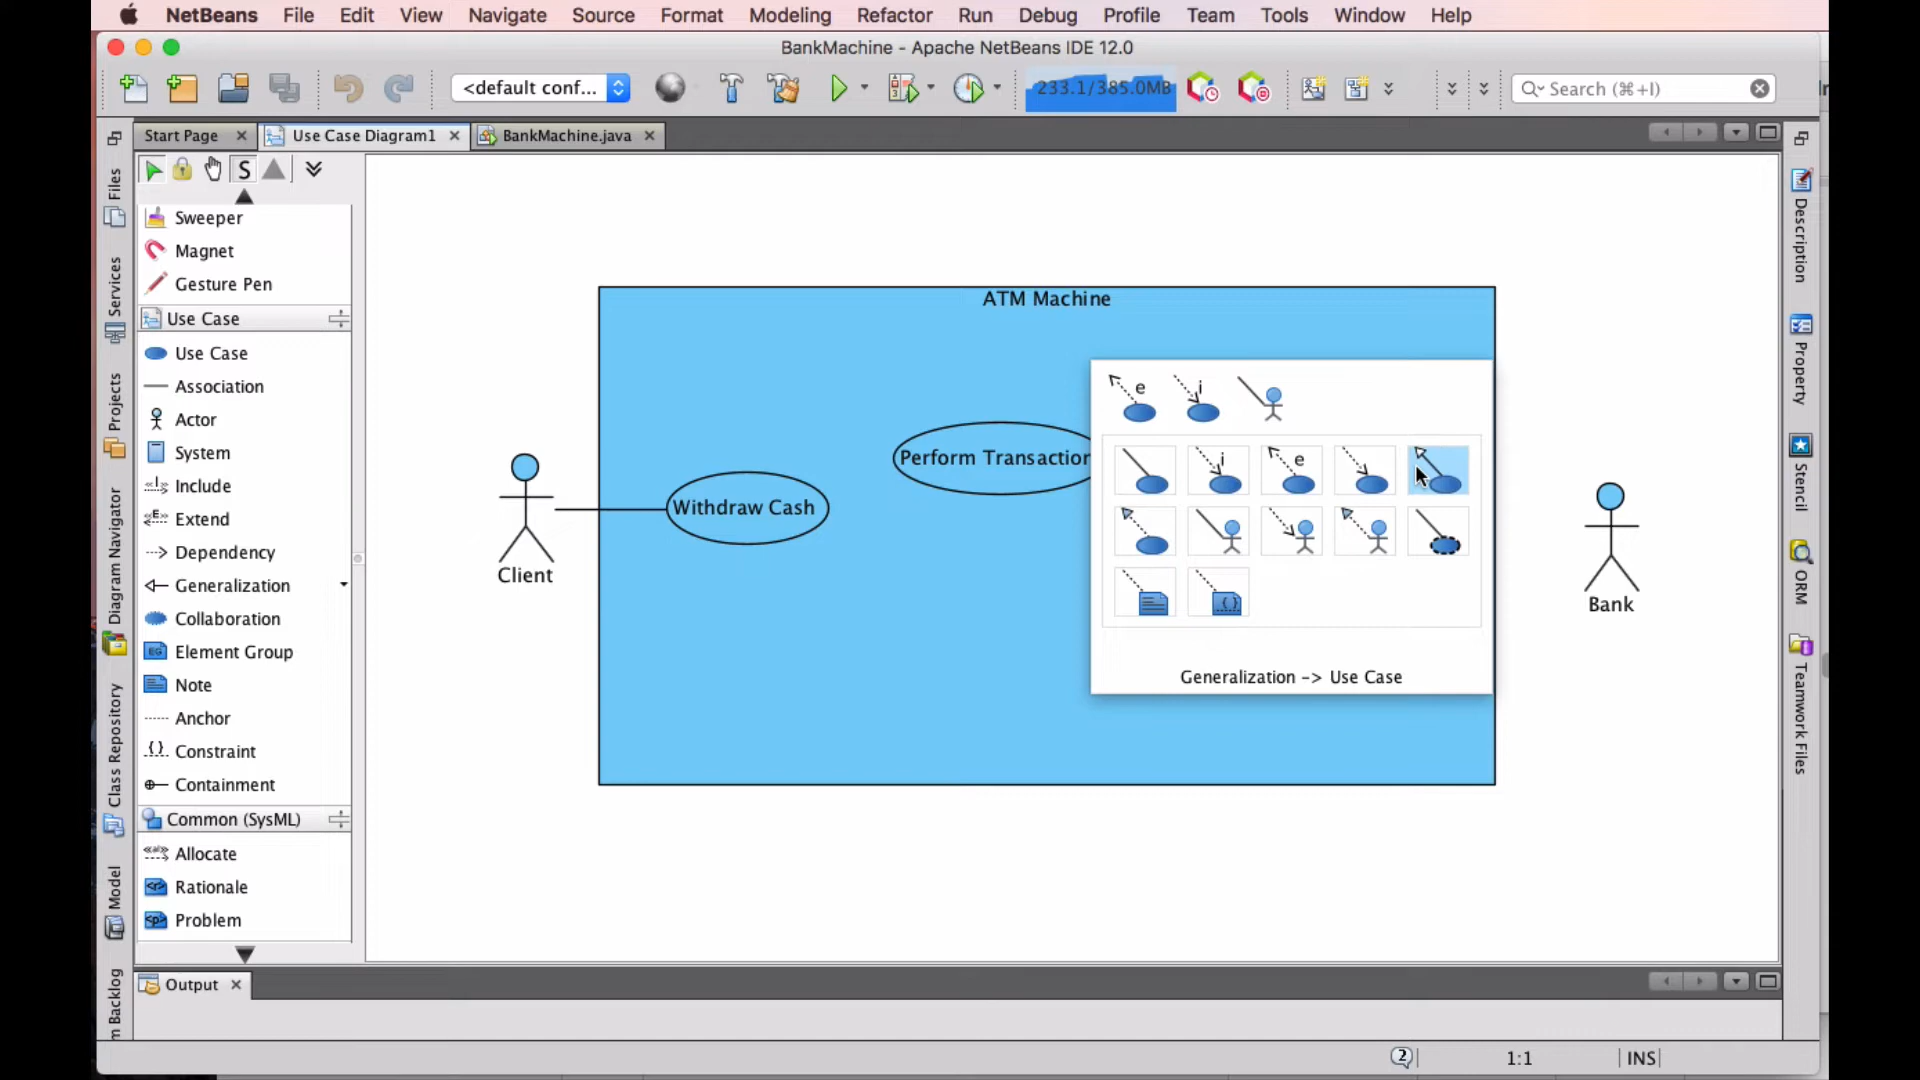 NetBeans File Edit View Navigate Source Format Modeling Refactor Run Debug Profile Team Tools Window Help
BankMachine - Apache NetBeans IDE 12.0
<default conf...
233.1/385.0MB
Search (⌘+I)
Start Page
Use Case Diagram1
BankMachine.java
S
Files
Services
Projects
Diagram Navigator
Class Repository
Model
m Backlog
Sweeper
Magnet
Gesture Pen
Use Case
Use Case
Association
Actor
System
Include
Extend
Dependency
Generalization
Collaboration
Element Group
Note
Anchor
Constraint
Containment
Common (SysML)
Allocate
Rationale
Problem
ATM Machine
Perform Transaction
Withdraw Cash
Client
Bank
e
i
i
e
Generalization -> Use Case
Description
Property
Stencil
ORM
Teamwork Files
Output
2
1:1
INS